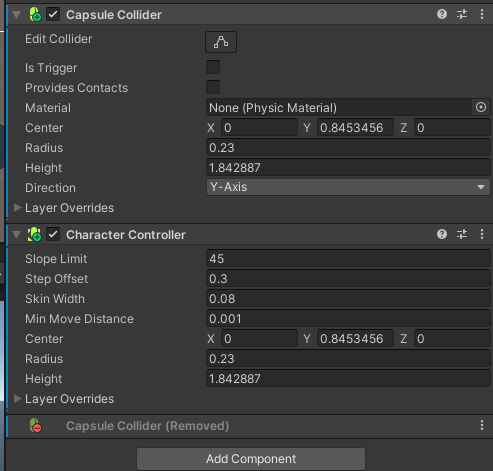 Capsule Collider
Edit Collider
Is Trigger
Provides Contacts
Material None (Physic Material)
Center X 0 Y 0.8453456 Z 0
Radius 0.23
Height 1.842887
Direction Y-Axis
Layer Overrides
Character Controller
Slope Limit 45
Step Offset 0.3
Skin Width 0.08
Min Move Distance 0.001
Center X 0 Y 0.8453456 Z 0
Radius 0.23
Height 1.842887
Layer Overrides
Capsule Collider (Removed)
Add Component